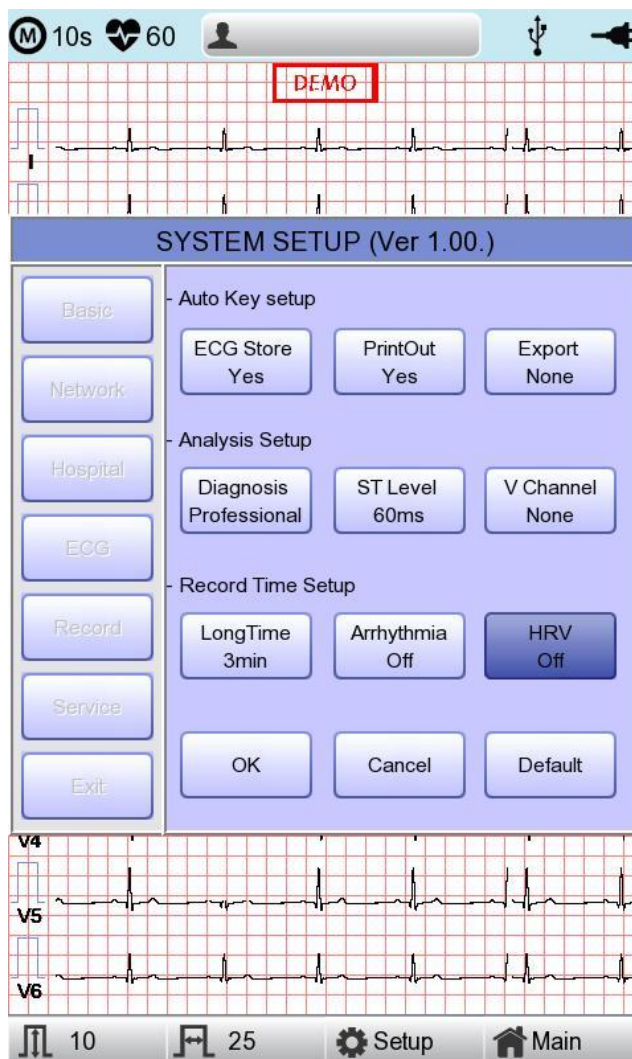 M 10s 60
DEMO
I
SYSTEM SETUP (Ver 1.00.)
Basic
Network
Hospital
ECG
Record
Service
Exit
- Auto Key setup
ECG Store
Yes
PrintOut
Yes
Export
None
- Analysis Setup
Diagnosis
Professional
ST Level
60ms
V Channel
None
- Record Time Setup
LongTime
3min
Arrhythmia
Off
HRV
Off
OK
Cancel
Default
V4
V5
V6
10 25 Setup Main